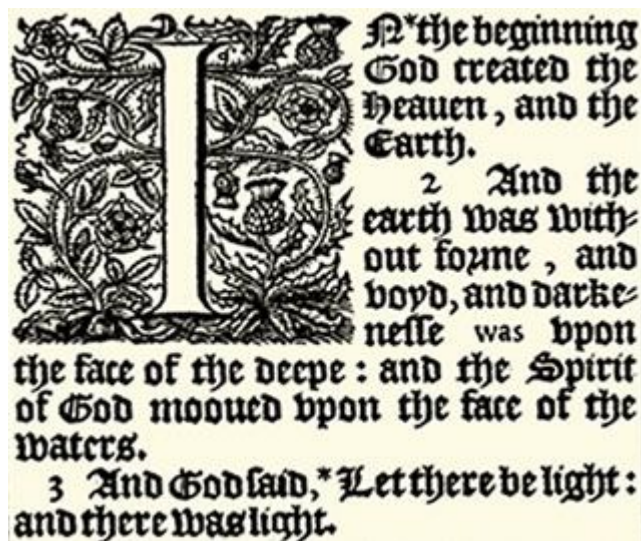 IN*the beginning
God created the
Heauen, and the
Earth.
2 And the
earth was with-
out forme, and
voyd, and darke-
nesse was vpon
the face of the deepe: and the Spirit
of God mooued vpon the face of the
waters.
3 And God said,*Let there be light:
and there was light.